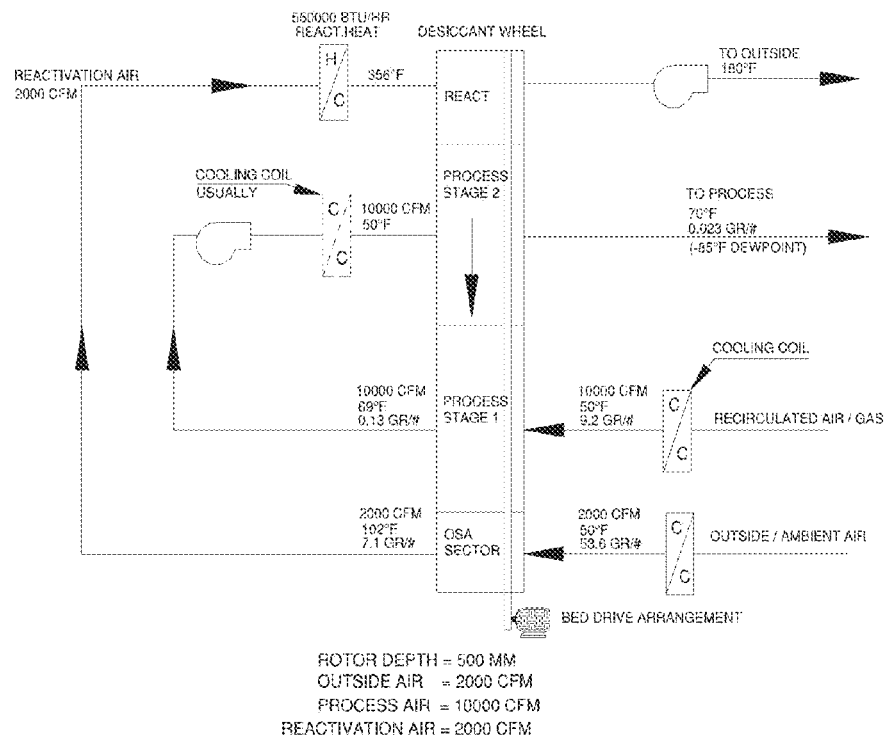 550000 BTU/HR
REACT.HEAT
DESICCANT WHEEL
H
C
356°F
REACTIVATION AIR
2000 CFM
REACT
TO OUTSIDE
180°F
COOLING COIL
USUALLY
C
C
10000 CFM
50°F
PROCESS
STAGE 2
TO PROCESS
70°F
0.023 GR/#
(-85°F DEWPOINT)
COOLING COIL
10000 CFM
69°F
0.13 GR/#
PROCESS
STAGE 1
10000 CFM
50°F
9.2 GR/#
C
C
RECIRCULATED AIR / GAS
2000 CFM
102°F
7.1 GR/#
OSA
SECTOR
2000 CFM
50°F
53.6 GR/#
C
C
OUTSIDE / AMBIENT AIR
BED DRIVE ARRANGEMENT
ROTOR DEPTH = 500 MM
OUTSIDE AIR = 2000 CFM
PROCESS AIR = 10000 CFM
REACTIVATION AIR = 2000 CFM